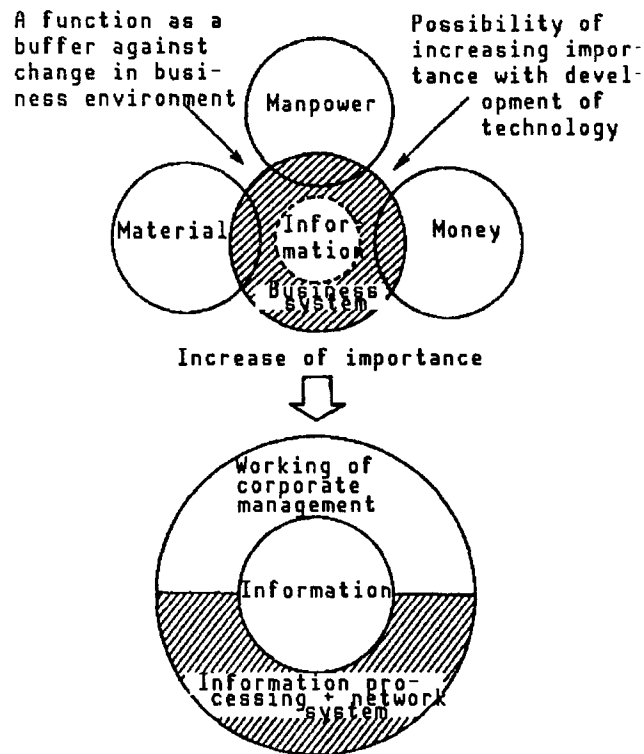 A function as a
buffer against
change in busi-
ness environment
Possibility of
increasing impor-
tance with devel-
opment of
technology
Manpower
Material
Infor-
mation
Money
Business
system
Increase of importance
Working of
corporate
management
Information
Information pro-
cessing + network
system